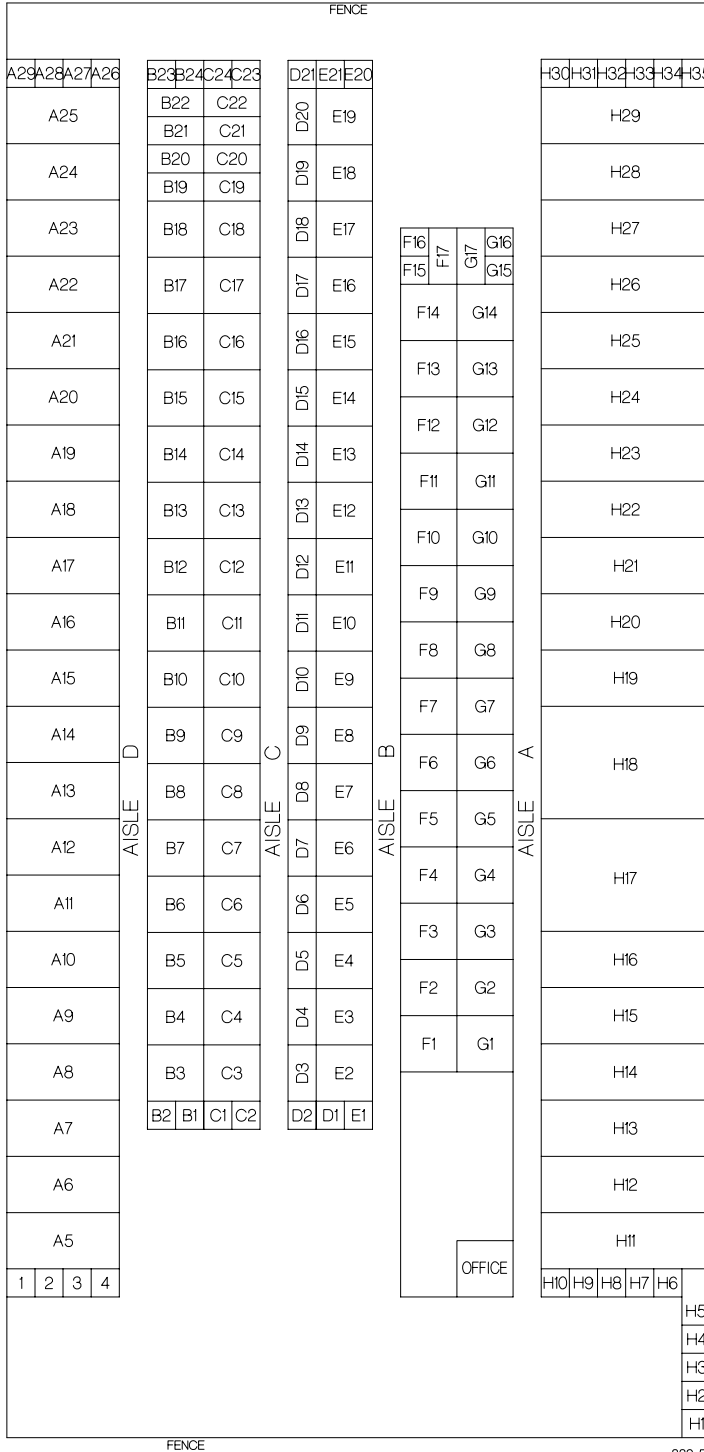 FENCE
A29 A28 A27 A26 B23 B24 C24 C23 D21 E21 E20 H30 H31 H32 H33 H34 H35
B22 C22
A25 D20 E19 H29
B21 C21
B20 C20
A24 D19 E18 H28
B19 C19
A23 B18 C18 D18 E17 H27
F16 F17 G17 G16
A22 B17 C17 D17 E16 F15 G15 H26
F14 G14
A21 B16 C16 D16 E15 H25
F13 G13
A20 B15 C15 D15 E14 H24
F12 G12
A19 B14 C14 D14 E13 H23
F11 G11
A18 B13 C13 D13 E12 H22
F10 G10
A17 B12 C12 D12 E11 H21
F9 G9
A16 B11 C11 D11 E10 H20
F8 G8
A15 B10 C10 D10 E9 H19
F7 G7
A14 B9 C9 D9 E8
F6 G6 H18
A13 B8 C8 D8 E7
AISLE D
AISLE C
AISLE B
AISLE A
F5 G5
A12 B7 C7 D7 E6
F4 G4 H17
A11 B6 C6 D6 E5
F3 G3
A10 B5 C5 D5 E4 H16
F2 G2
A9 B4 C4 D4 E3 H15
F1 G1
A8 B3 C3 D3 E2 H14
B2 B1 C1 C2 D2 D1 E1
A7 H13
A6 H12
A5 H11
OFFICE
1 2 3 4 H10 H9 H8 H7 H6
H5
H4
H3
H2
H1
FENCE